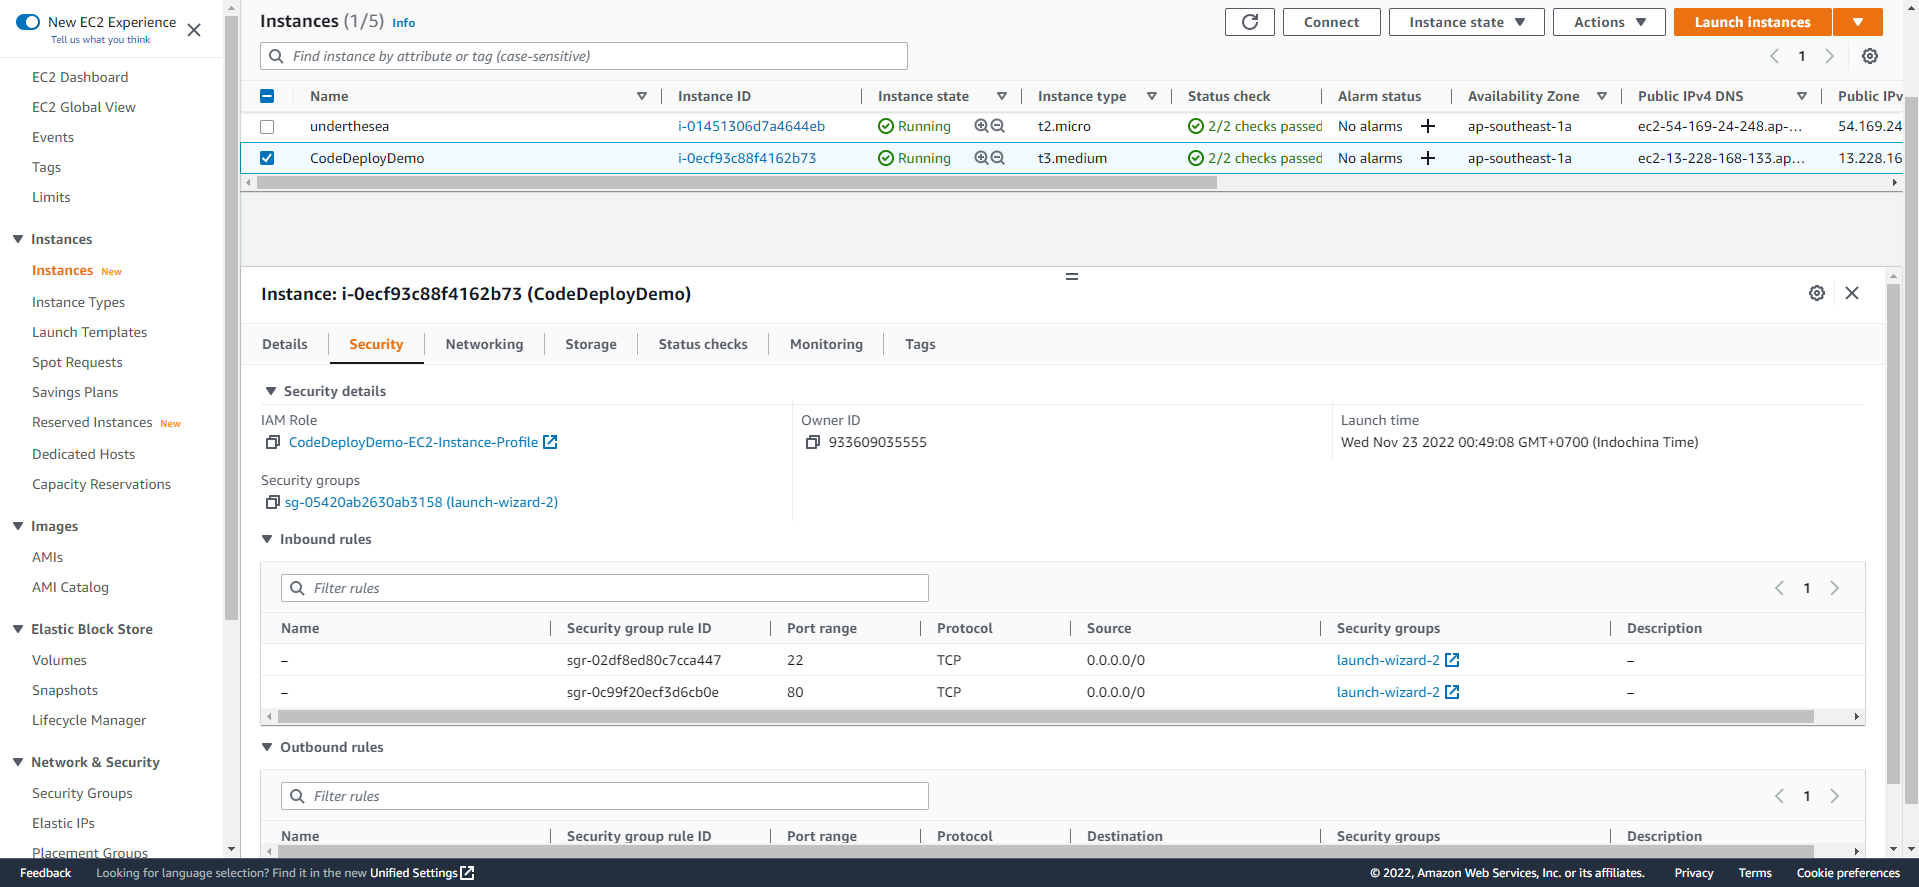 New EC2 Experience
Tell us what you think
EC2 Dashboard
EC2 Global View
Events
Tags
Limits
Instances
Instances New
Instance Types
Launch Templates
Spot Requests
Savings Plans
Reserved Instances New
Dedicated Hosts
Capacity Reservations
Images
AMIs
AMI Catalog
Elastic Block Store
Volumes
Snapshots
Lifecycle Manager
Network & Security
Security Groups
Elastic IPs
Placement Groups
Instances (1/5) Info
Connect Instance state Actions Launch instances
Find instance by attribute or tag (case-sensitive)
1
Name Instance ID Instance state Instance type Status check Alarm status Availability Zone Public IPv4 DNS Public IPv
underthesea i-01451306d7a4644eb Running t2.micro 2/2 checks passed No alarms + ap-southeast-1a ec2-54-169-24-248.ap-... 54.169.24
CodeDeployDemo i-0ecf93c88f4162b73 Running t3.medium 2/2 checks passed No alarms + ap-southeast-1a ec2-13-228-168-133.ap... 13.228.16
Instance: i-0ecf93c88f4162b73 (CodeDeployDemo)
Details Security Networking Storage Status checks Monitoring Tags
Security details
IAM Role Owner ID Launch time
CodeDeployDemo-EC2-Instance-Profile 933609035555 Wed Nov 23 2022 00:49:08 GMT+0700 (Indochina Time)
Security groups
sg-05420ab2630ab3158 (launch-wizard-2)
Inbound rules
Filter rules
1
Name Security group rule ID Port range Protocol Source Security groups Description
– sgr-02df8ed80c7cca447 22 TCP 0.0.0.0/0 launch-wizard-2 –
– sgr-0c99f20ecf3d6cb0e 80 TCP 0.0.0.0/0 launch-wizard-2 –
Outbound rules
Filter rules
1
Name Security group rule ID Port range Protocol Destination Security groups Description
Feedback Looking for language selection? Find it in the new Unified Settings © 2022, Amazon Web Services, Inc. or its affiliates. Privacy Terms Cookie preferences